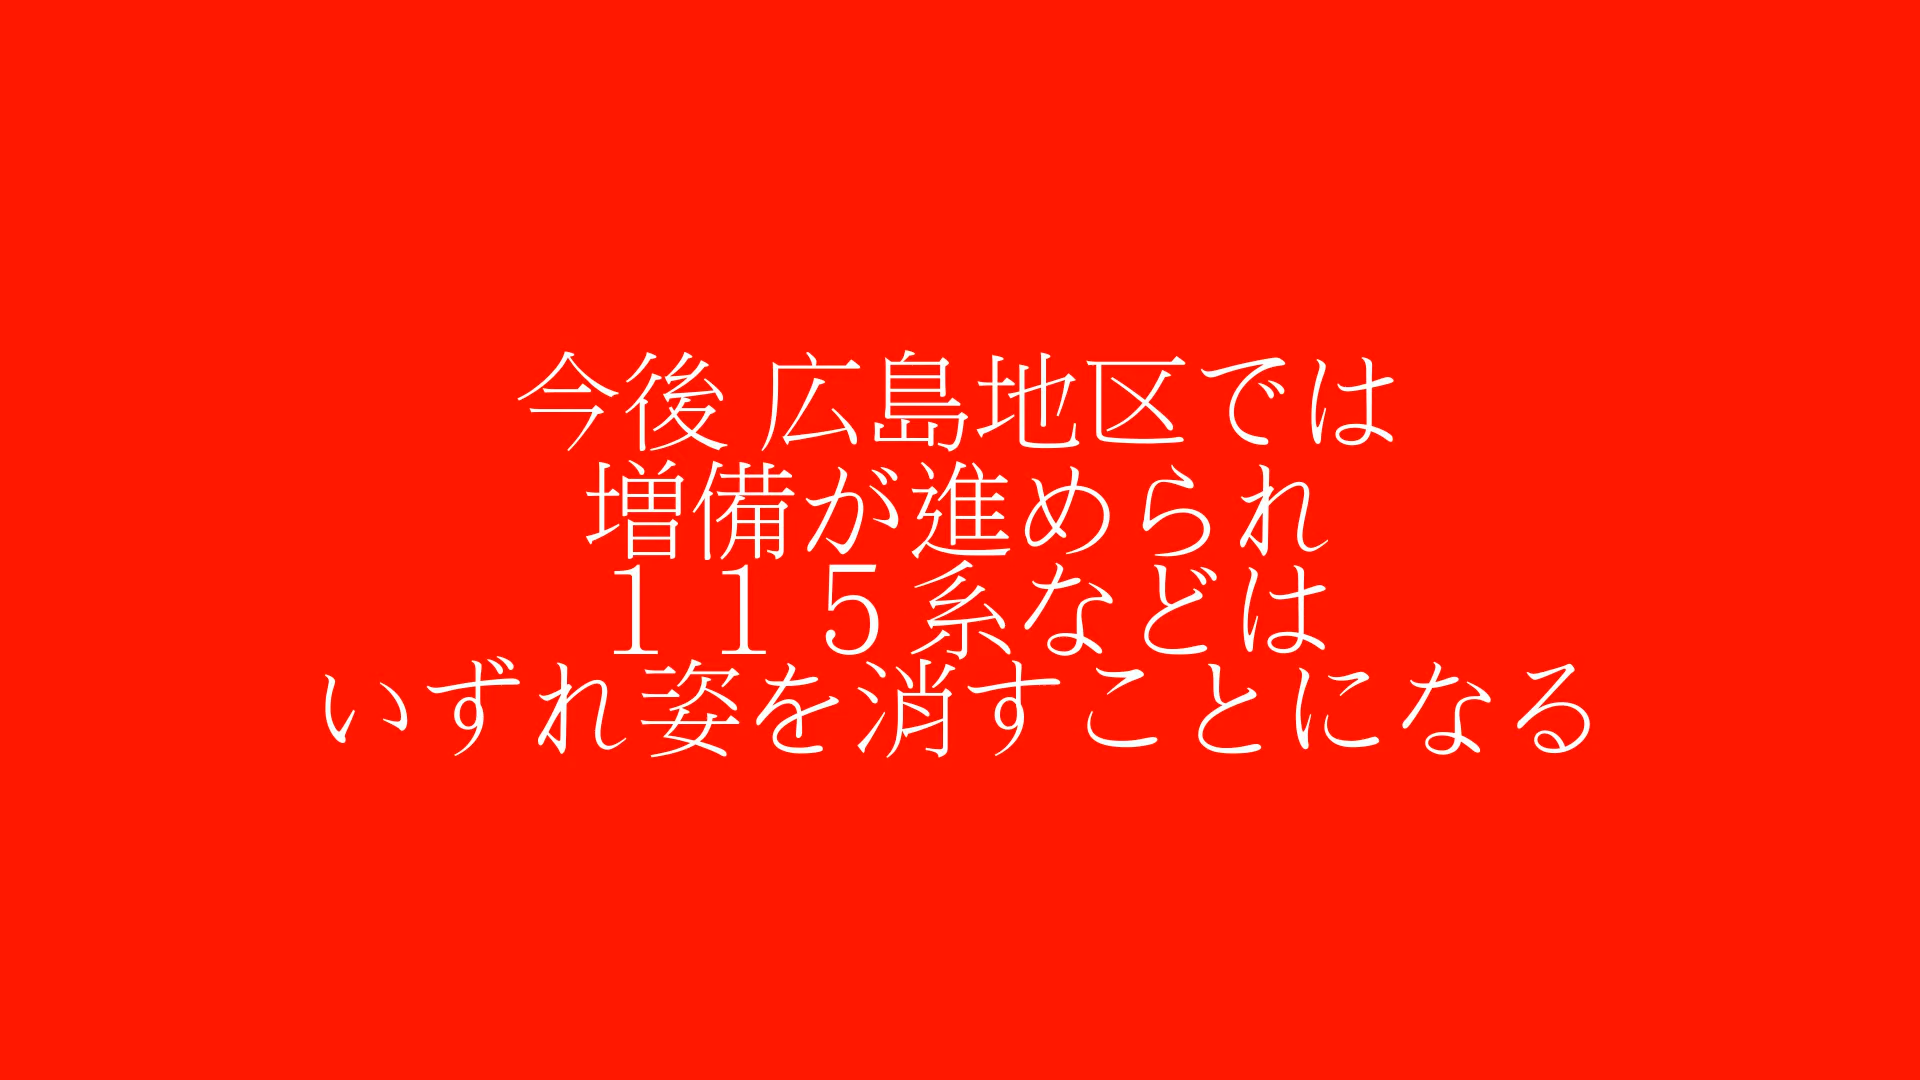 今後 広島地区では
増備が進められ
１１５系などは
いずれ姿を消すことになる